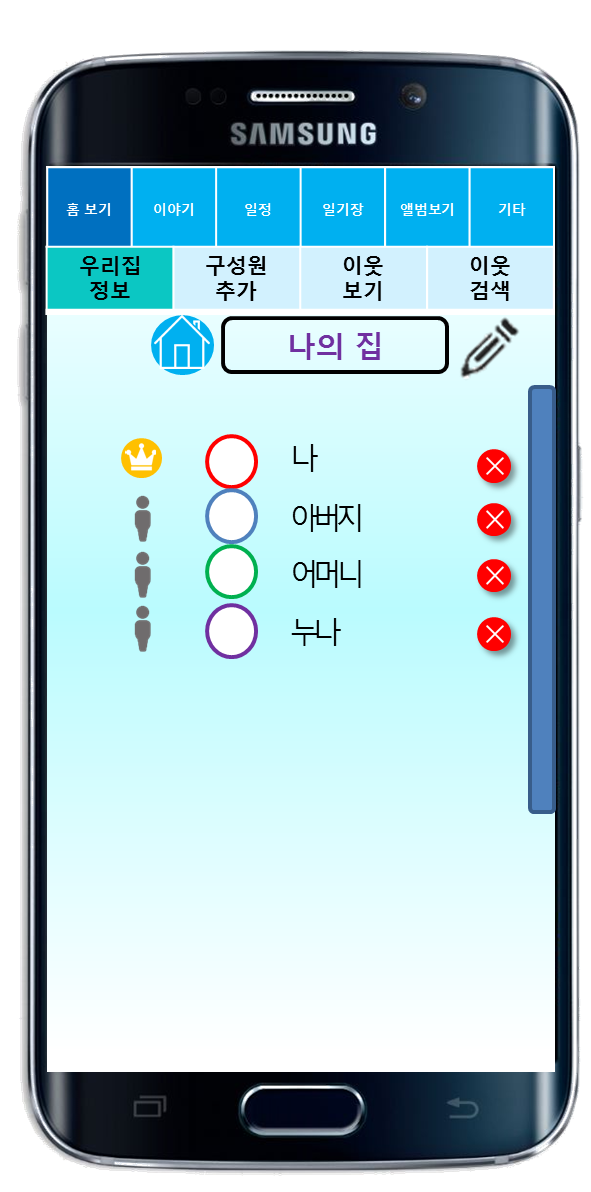 SAMSUNG
홈 보기 이야기 일정 일기장 앨범보기 기타
우리집 구성원 이웃 이웃
정보 추가 보기 검색
나의 집
나
아버지
어머니
누나